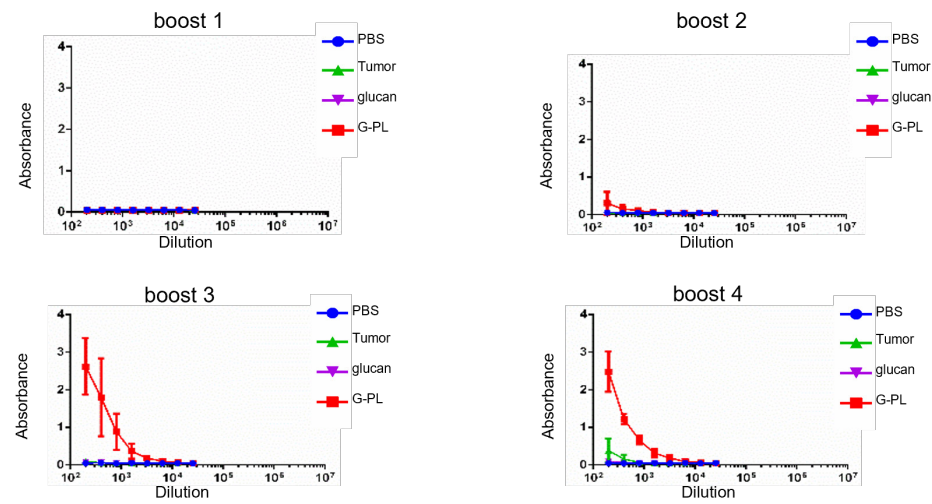 boost 1
PBS
Tumor
glucan
G-PL
Absorbance
4
3
2
1
0
10² 10³ 10⁴ 10⁵ 10⁶ 10⁷
Dilution
boost 2
PBS
Tumor
glucan
G-PL
Absorbance
4
3
2
1
0
10² 10³ 10⁴ 10⁵ 10⁶ 10⁷
Dilution
boost 3
PBS
Tumor
glucan
G-PL
Absorbance
4
3
2
1
0
10² 10³ 10⁴ 10⁵ 10⁶ 10⁷
Dilution
boost 4
PBS
Tumor
glucan
G-PL
Absorbance
4
3
2
1
0
10² 10³ 10⁴ 10⁵ 10⁶ 10⁷
Dilution